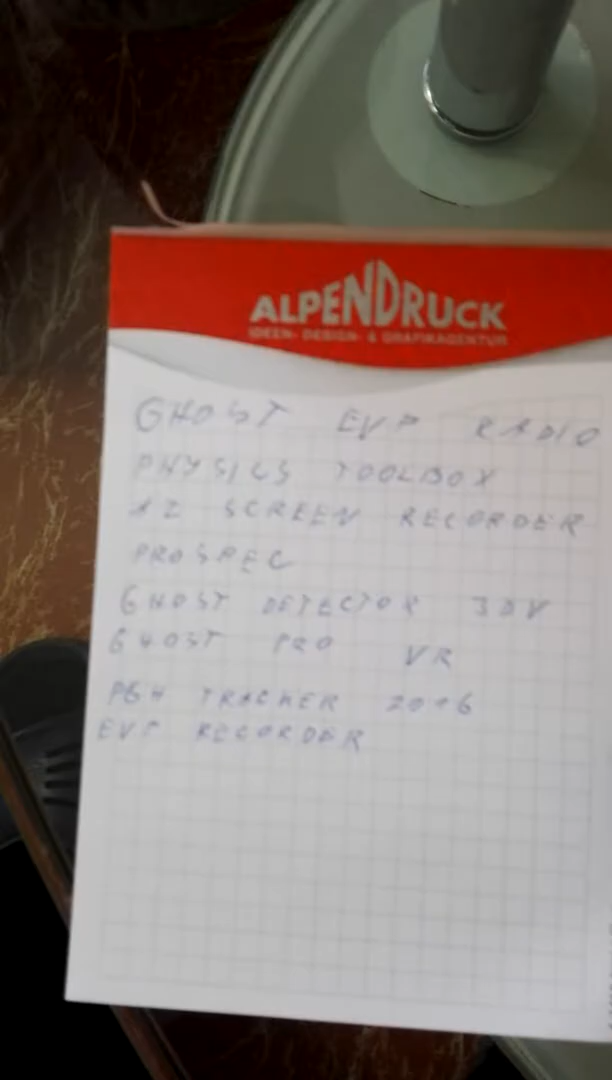 ALPENDRUCK
IDEEN- DESIGN- & GRAFIKAGENTUR
GHOST EVP RADIO
PHYSICS TOOLBOX
AZ SCREEN RECORDER
PROSPEC
GHOST DETECTOR
GHOST PRO VR
PGH TRACKER 2016
EVP RECORDER